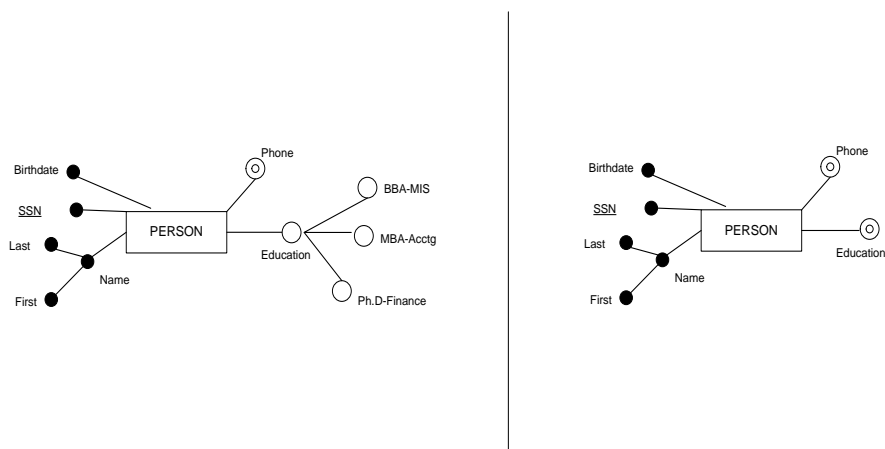 Phone
Birthdate
BBA-MIS
SSN
PERSON
Last
MBA-Acctg
Education
Name
First
Ph.D-Finance
Phone
Birthdate
SSN
PERSON
Last
Education
Name
First